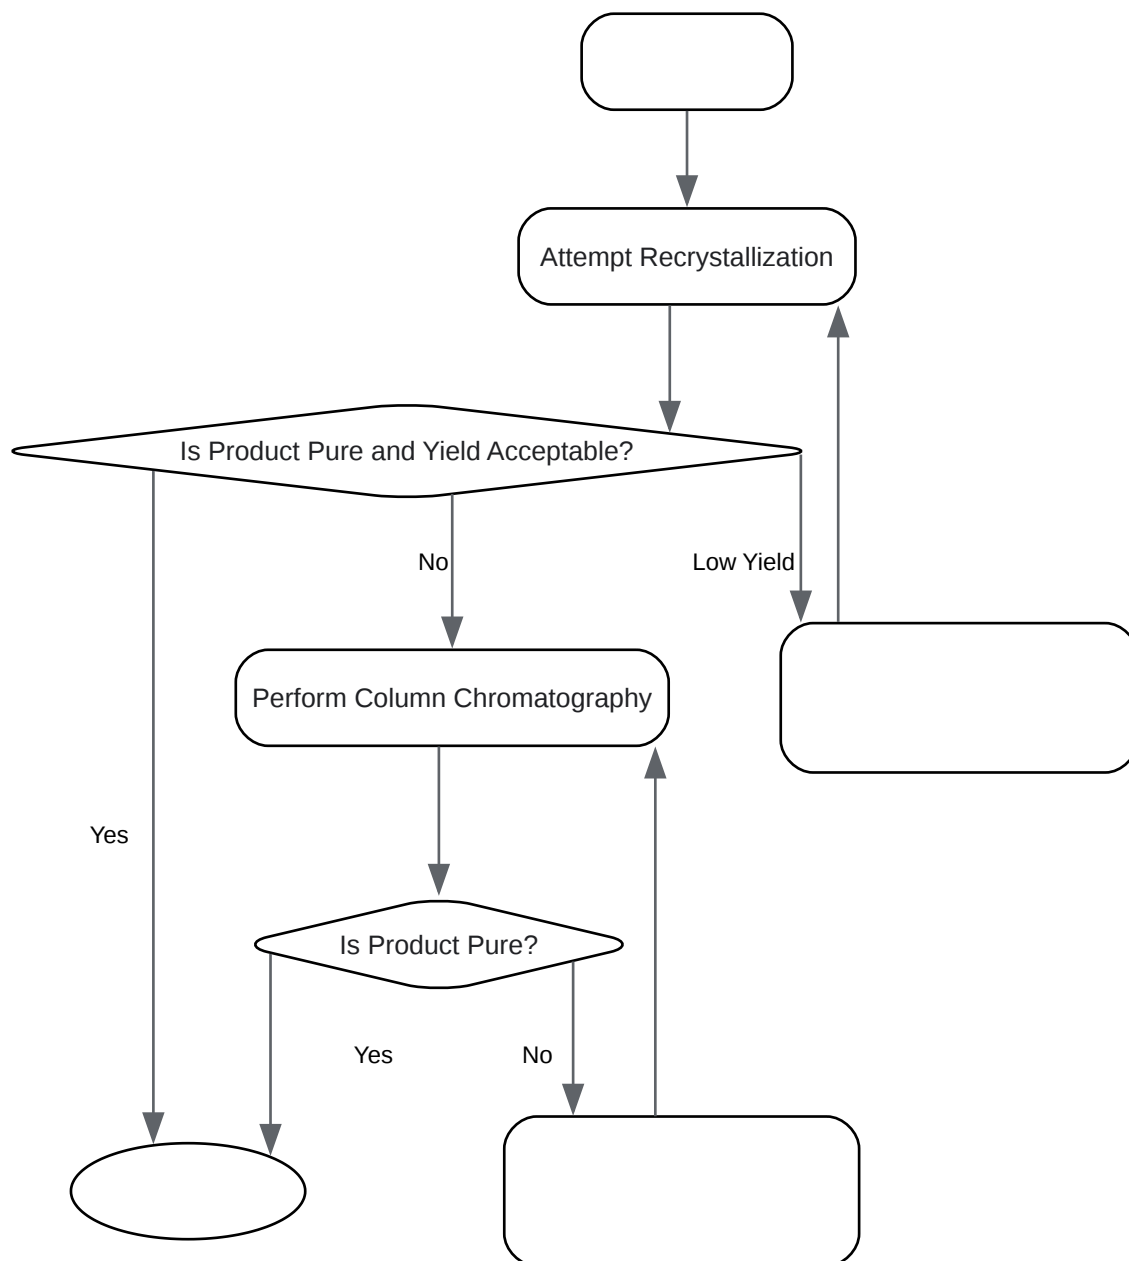 Attempt Recrystallization
Is Product Pure and Yield Acceptable?
No
Low Yield
Perform Column Chromatography
Yes
Is Product Pure?
Yes
No